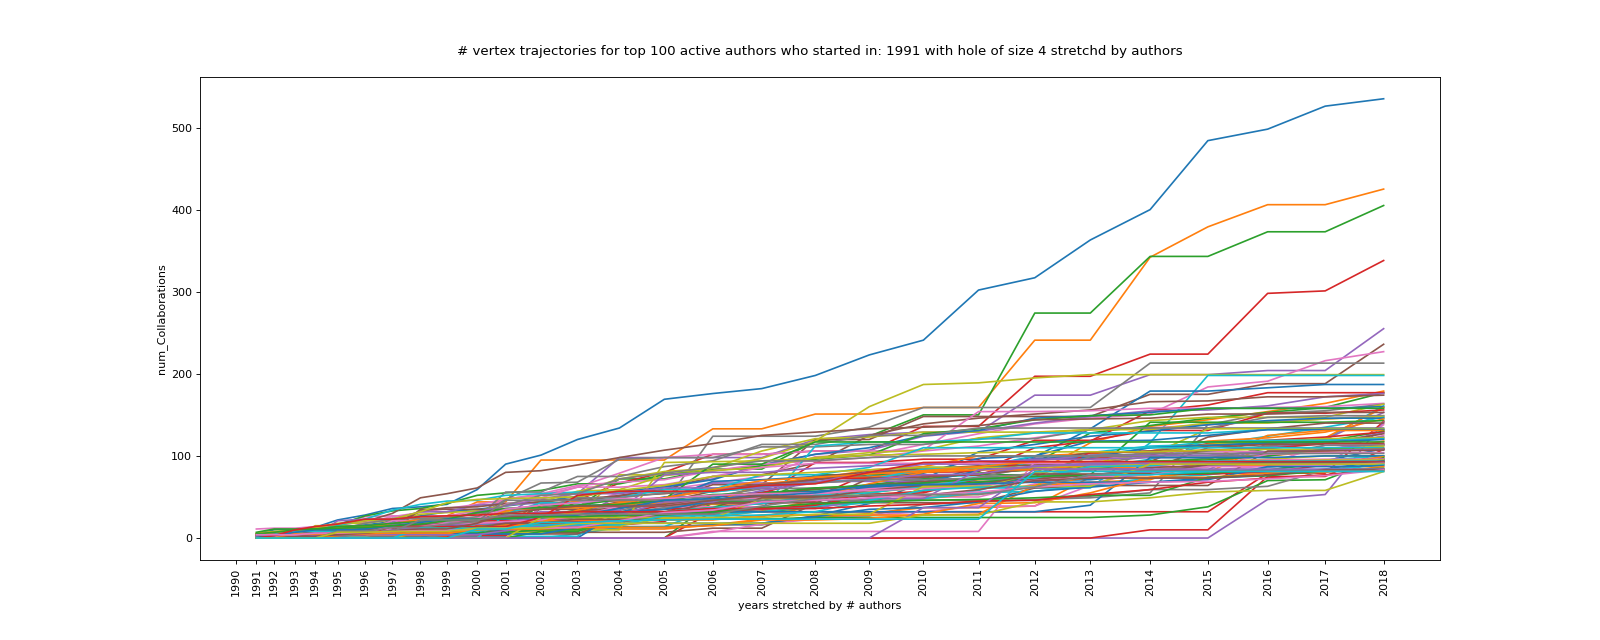 # vertex trajectories for top 100 active authors who started in: 1991 with hole of size 4 stretchd by authors
num_Collaborations
500
400
300
200
100
0
1990 1991 1992 1993 1994 1995 1996 1997 1998 1999 2000 2001 2002 2003 2004 2005 2006 2007 2008 2009 2010 2011 2012 2013 2014 2015 2016 2017 2018
years stretched by # authors